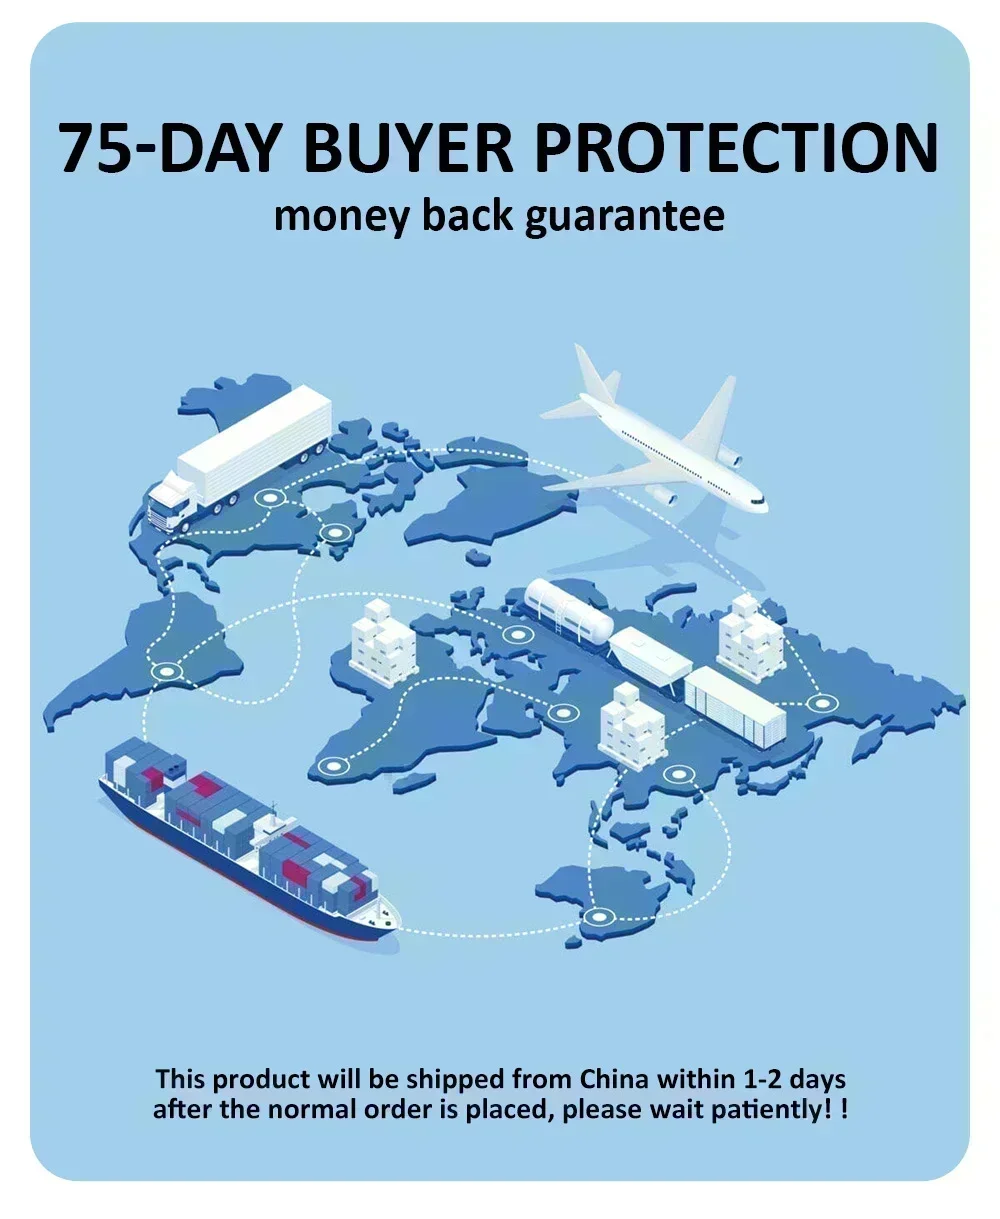 75-DAY BUYER PROTECTION
money back guarantee
This product will be shipped from China within 1-2 days
after the normal order is placed, please wait patiently! !